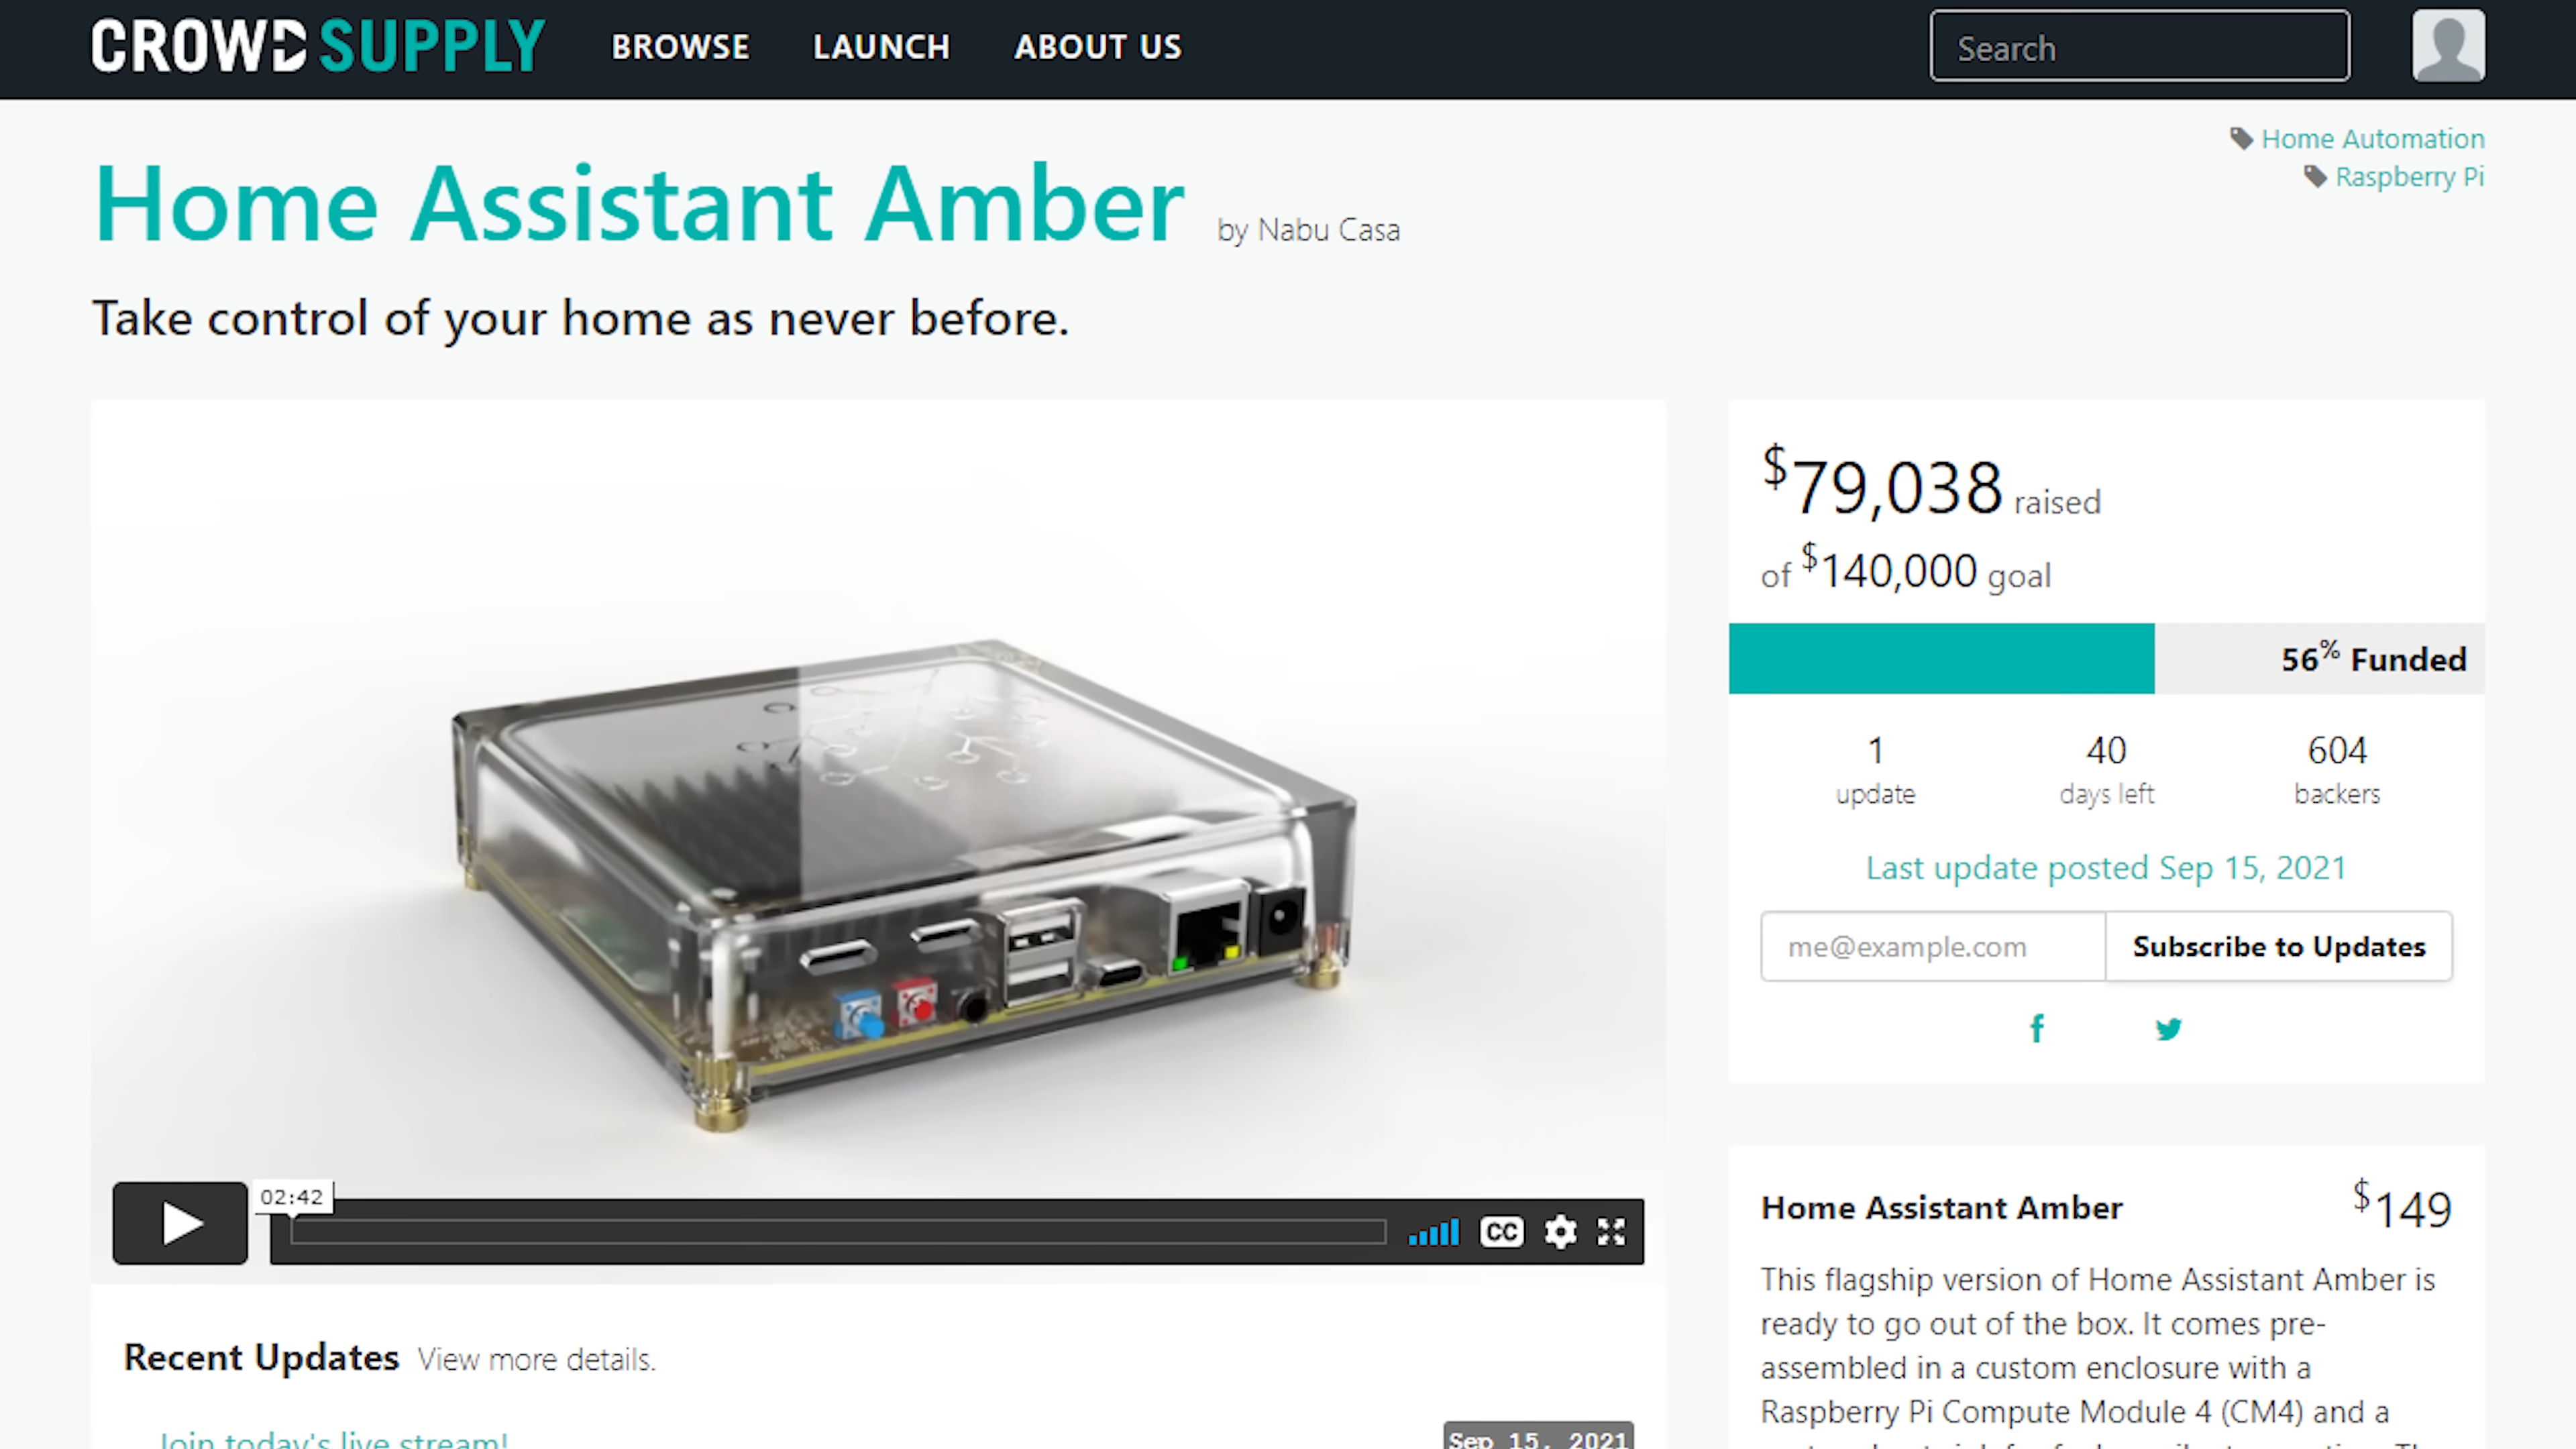 CROWD SUPPLY
BROWSE
LAUNCH
ABOUT US
Search
Home Automation
Raspberry Pi
Home Assistant Amber by Nabu Casa
Take control of your home as never before.
$79,038 raised
of $140,000 goal
56% Funded
1
update
40
days left
604
backers
Last update posted Sep 15, 2021
me@example.com
Subscribe to Updates
02:42
CC
Home Assistant Amber $149
This flagship version of Home Assistant Amber is
ready to go out of the box. It comes pre-
assembled in a custom enclosure with a
Raspberry Pi Compute Module 4 (CM4) and a
Recent Updates View more details.
Join today's live stream!
Sep 15, 2021